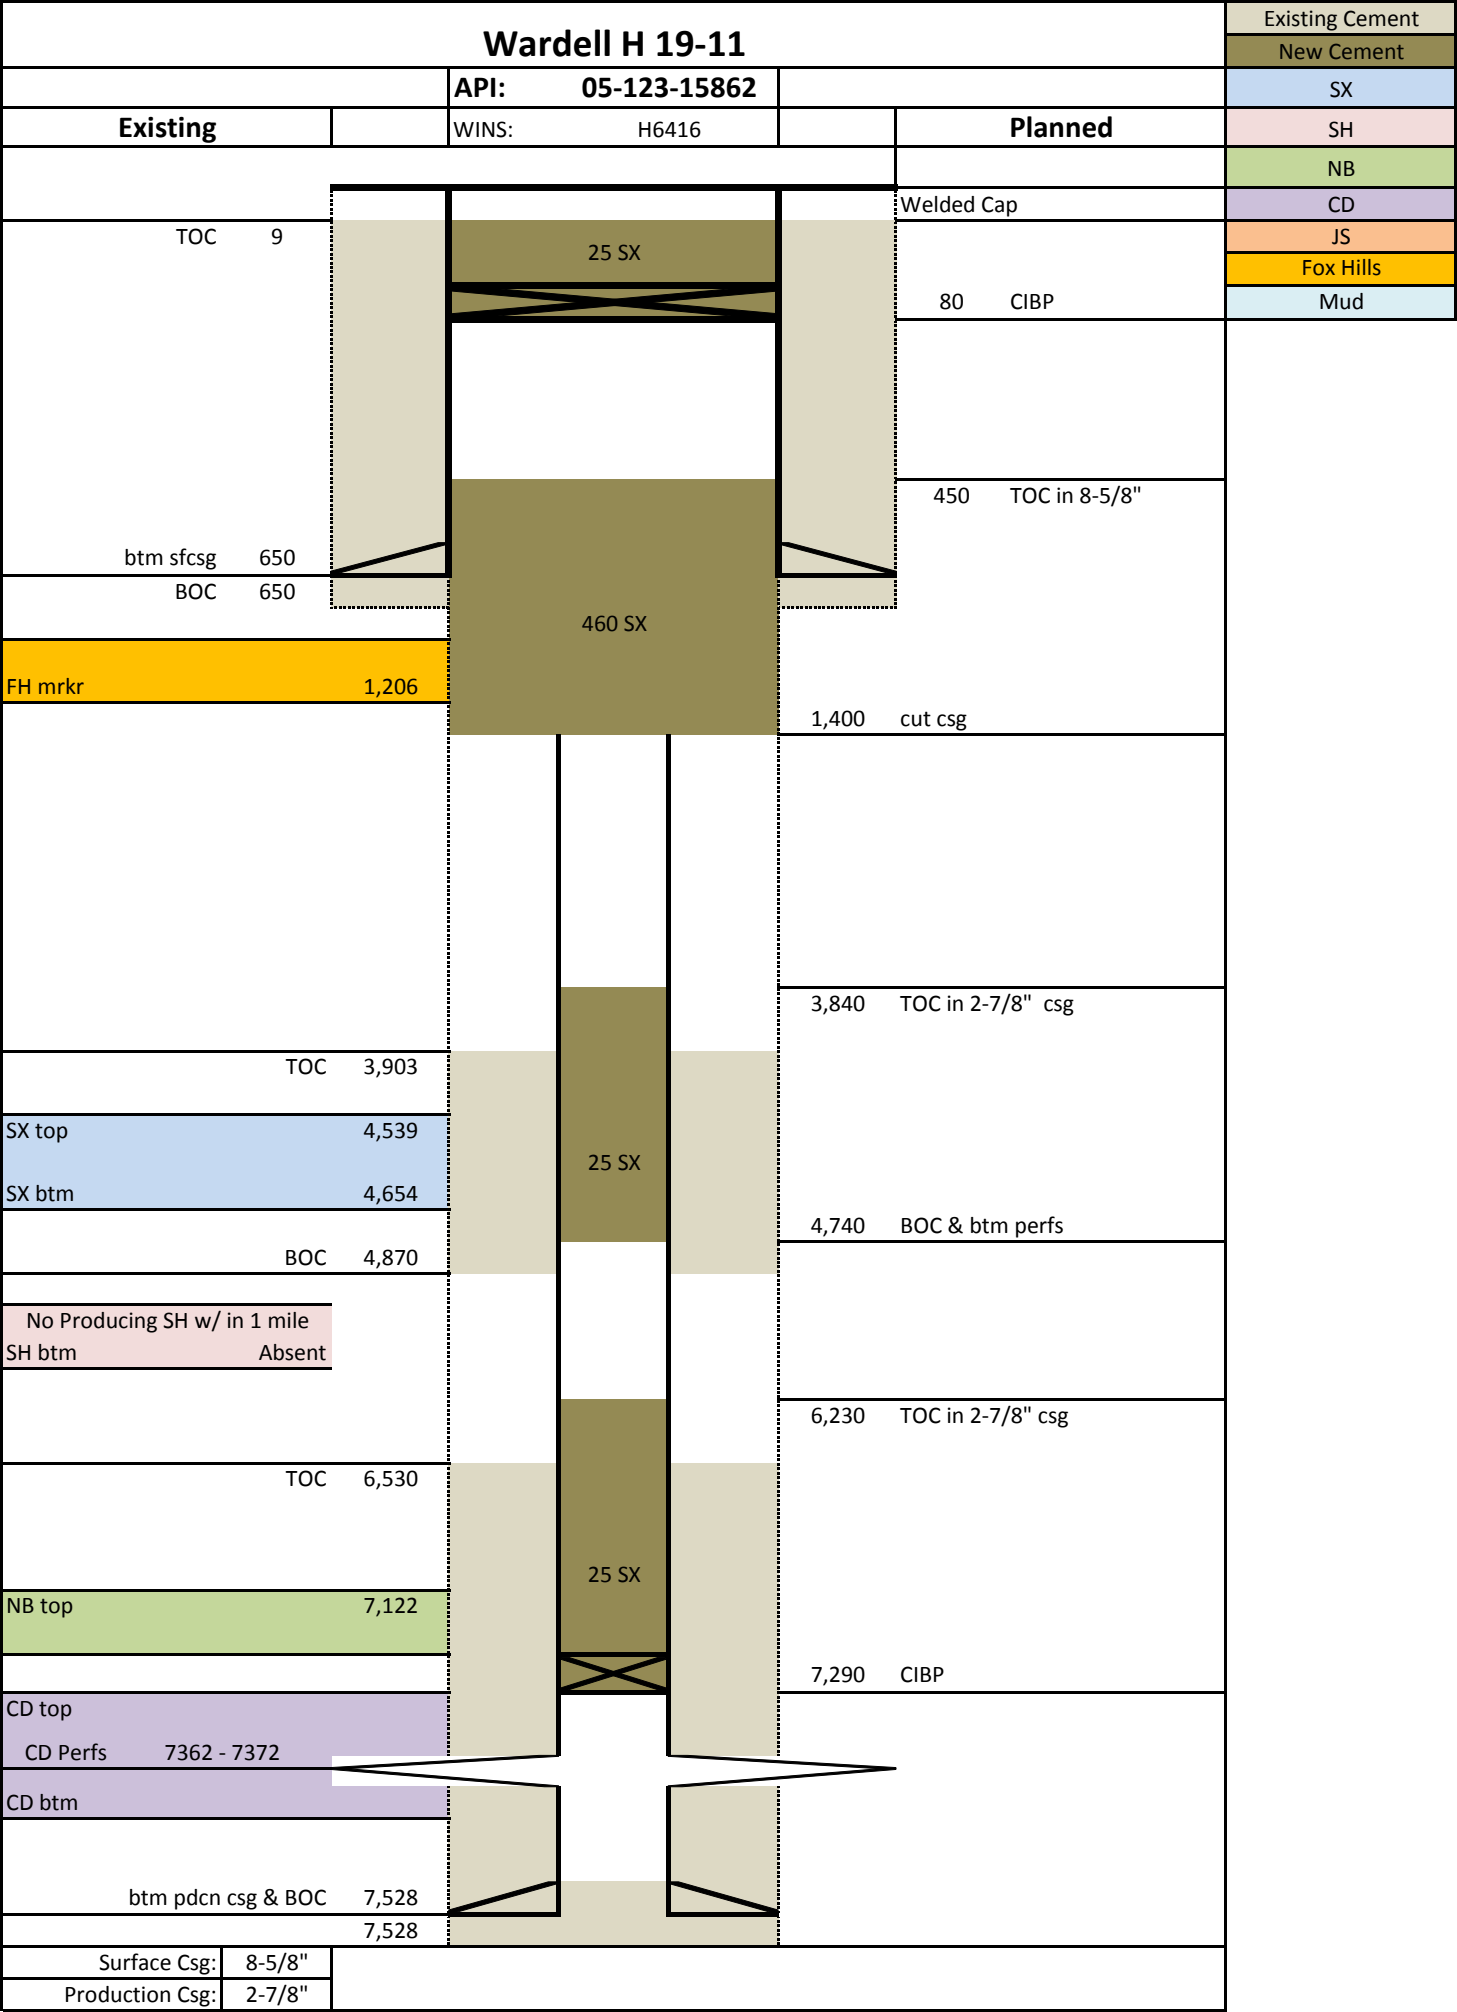 Wardell H 19-11
Existing Cement
New Cement
API: 05-123-15862
SX
Existing
WINS: H6416
Planned
SH
NB
Welded Cap
CD
TOC 9
25 SX
JS
Fox Hills
80 CIBP
Mud
450 TOC in 8-5/8"
btm sfcsg 650
BOC 650
460 SX
FH mrkr 1,206
1,400 cut csg
3,840 TOC in 2-7/8" csg
TOC 3,903
SX top 4,539
25 SX
SX btm 4,654
4,740 BOC & btm perfs
BOC 4,870
No Producing SH w/ in 1 mile
SH btm Absent
6,230 TOC in 2-7/8" csg
TOC 6,530
25 SX
NB top 7,122
7,290 CIBP
CD top
CD Perfs 7362 - 7372
CD btm
btm pdcn csg & BOC 7,528
7,528
Surface Csg: 8-5/8"
Production Csg: 2-7/8"